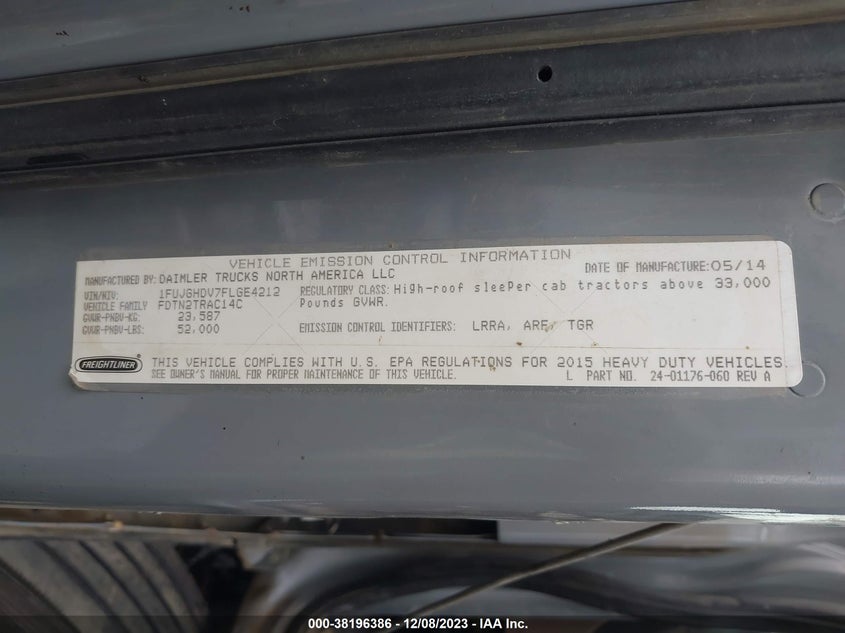 VEHICLE EMISSION CONTROL INFORMATION
MANUFACTURED BY: DAIMLER TRUCKS NORTH AMERICA LLC
DATE OF MANUFACTURE: 05/14
VIN/NIV: 1FUJGHDV7FLGE4212
REGULATORY CLASS: High-roof sleePer cab tractors above 33,000
VEHICLE FAMILY FDTN2TRAC14C
Pounds GVWR.
GVWR-PNBV-KG: 23,587
GVWR-PNBV-LBS: 52,000
EMISSION CONTROL IDENTIFIERS: LRRA, ARF, TGR
FREIGHTLINER
THIS VEHICLE COMPLIES WITH U.S. EPA REGULATIONS FOR 2015 HEAVY DUTY VEHICLES
SEE OWNER'S MANUAL FOR PROPER MAINTENANCE OF THIS VEHICLE.
L PART NO. 24-01176-060 REV A
000-38196386 - 12/08/2023 - IAA Inc.